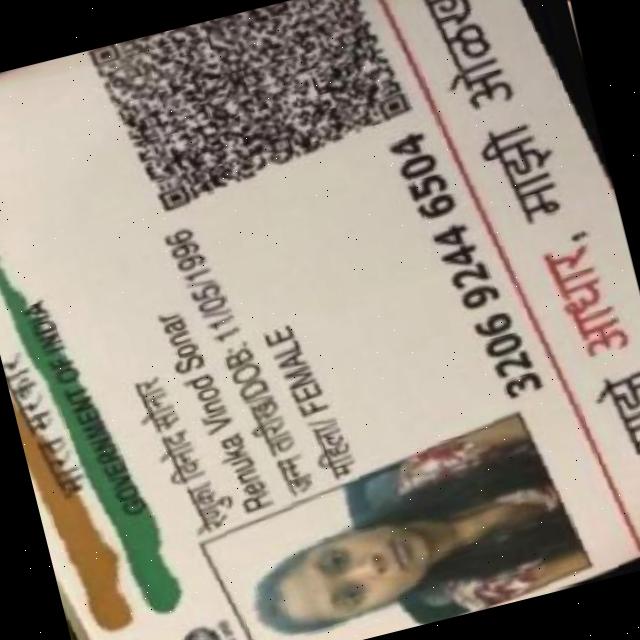 भारत सरकार
GOVERNMENT OF INDIA
रेणुका विनोद सोनार
Renuka Vinod Sonar
जन्म तारीख/DOB: 11/05/1996
महिला/ FEMALE
3206 9244 6504
माझे आधार, माझी ओळख